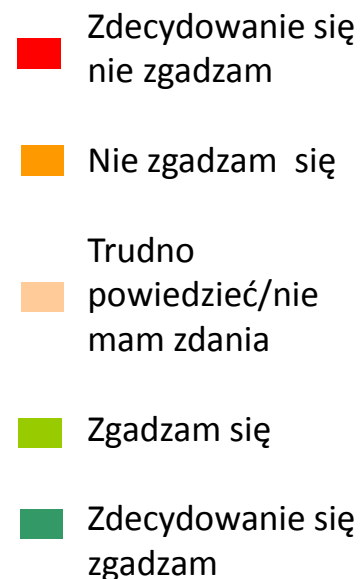 Zdecydowanie się
nie zgadzam
Nie zgadzam  się
Trudno
powiedzieć/nie
mam zdania
Zgadzam się
Zdecydowanie się
zgadzam